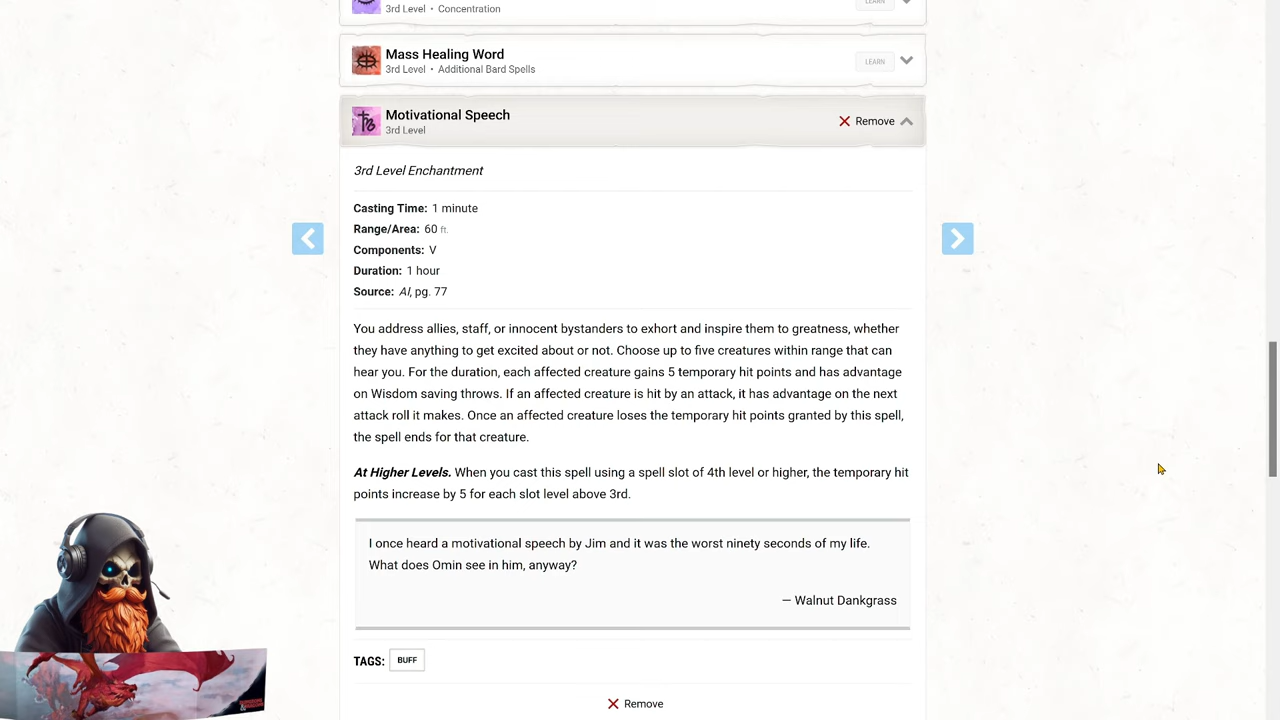 3rd Level • Concentration
LEARN
Mass Healing Word
3rd Level • Additional Bard Spells
LEARN
Motivational Speech
3rd Level
Remove
3rd Level Enchantment
Casting Time: 1 minute
Range/Area: 60 ft.
Components: V
Duration: 1 hour
Source: AI, pg. 77
You address allies, staff, or innocent bystanders to exhort and inspire them to greatness, whether
they have anything to get excited about or not. Choose up to five creatures within range that can
hear you. For the duration, each affected creature gains 5 temporary hit points and has advantage
on Wisdom saving throws. If an affected creature is hit by an attack, it has advantage on the next
attack roll it makes. Once an affected creature loses the temporary hit points granted by this spell,
the spell ends for that creature.
At Higher Levels. When you cast this spell using a spell slot of 4th level or higher, the temporary hit
points increase by 5 for each slot level above 3rd.
I once heard a motivational speech by Jim and it was the worst ninety seconds of my life.
What does Omin see in him, anyway?
— Walnut Dankgrass
TAGS: BUFF
Remove